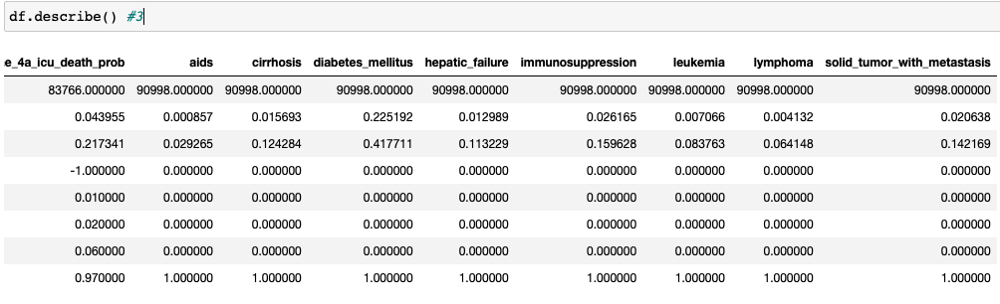 df.describe() #3
e_4a_icu_death_prob aids cirrhosis diabetes_mellitus hepatic_failure immunosuppression leukemia lymphoma solid_tumor_with_metastasis
83766.000000 90998.000000 90998.000000 90998.000000 90998.000000 90998.000000 90998.000000 90998.000000 90998.000000
0.043955 0.000857 0.015693 0.225192 0.012989 0.026165 0.007066 0.004132 0.020638
0.217341 0.029265 0.124284 0.417711 0.113229 0.159628 0.083763 0.064148 0.142169
-1.000000 0.000000 0.000000 0.000000 0.000000 0.000000 0.000000 0.000000 0.000000
0.010000 0.000000 0.000000 0.000000 0.000000 0.000000 0.000000 0.000000 0.000000
0.020000 0.000000 0.000000 0.000000 0.000000 0.000000 0.000000 0.000000 0.000000
0.060000 0.000000 0.000000 0.000000 0.000000 0.000000 0.000000 0.000000 0.000000
0.970000 1.000000 1.000000 1.000000 1.000000 1.000000 1.000000 1.000000 1.000000